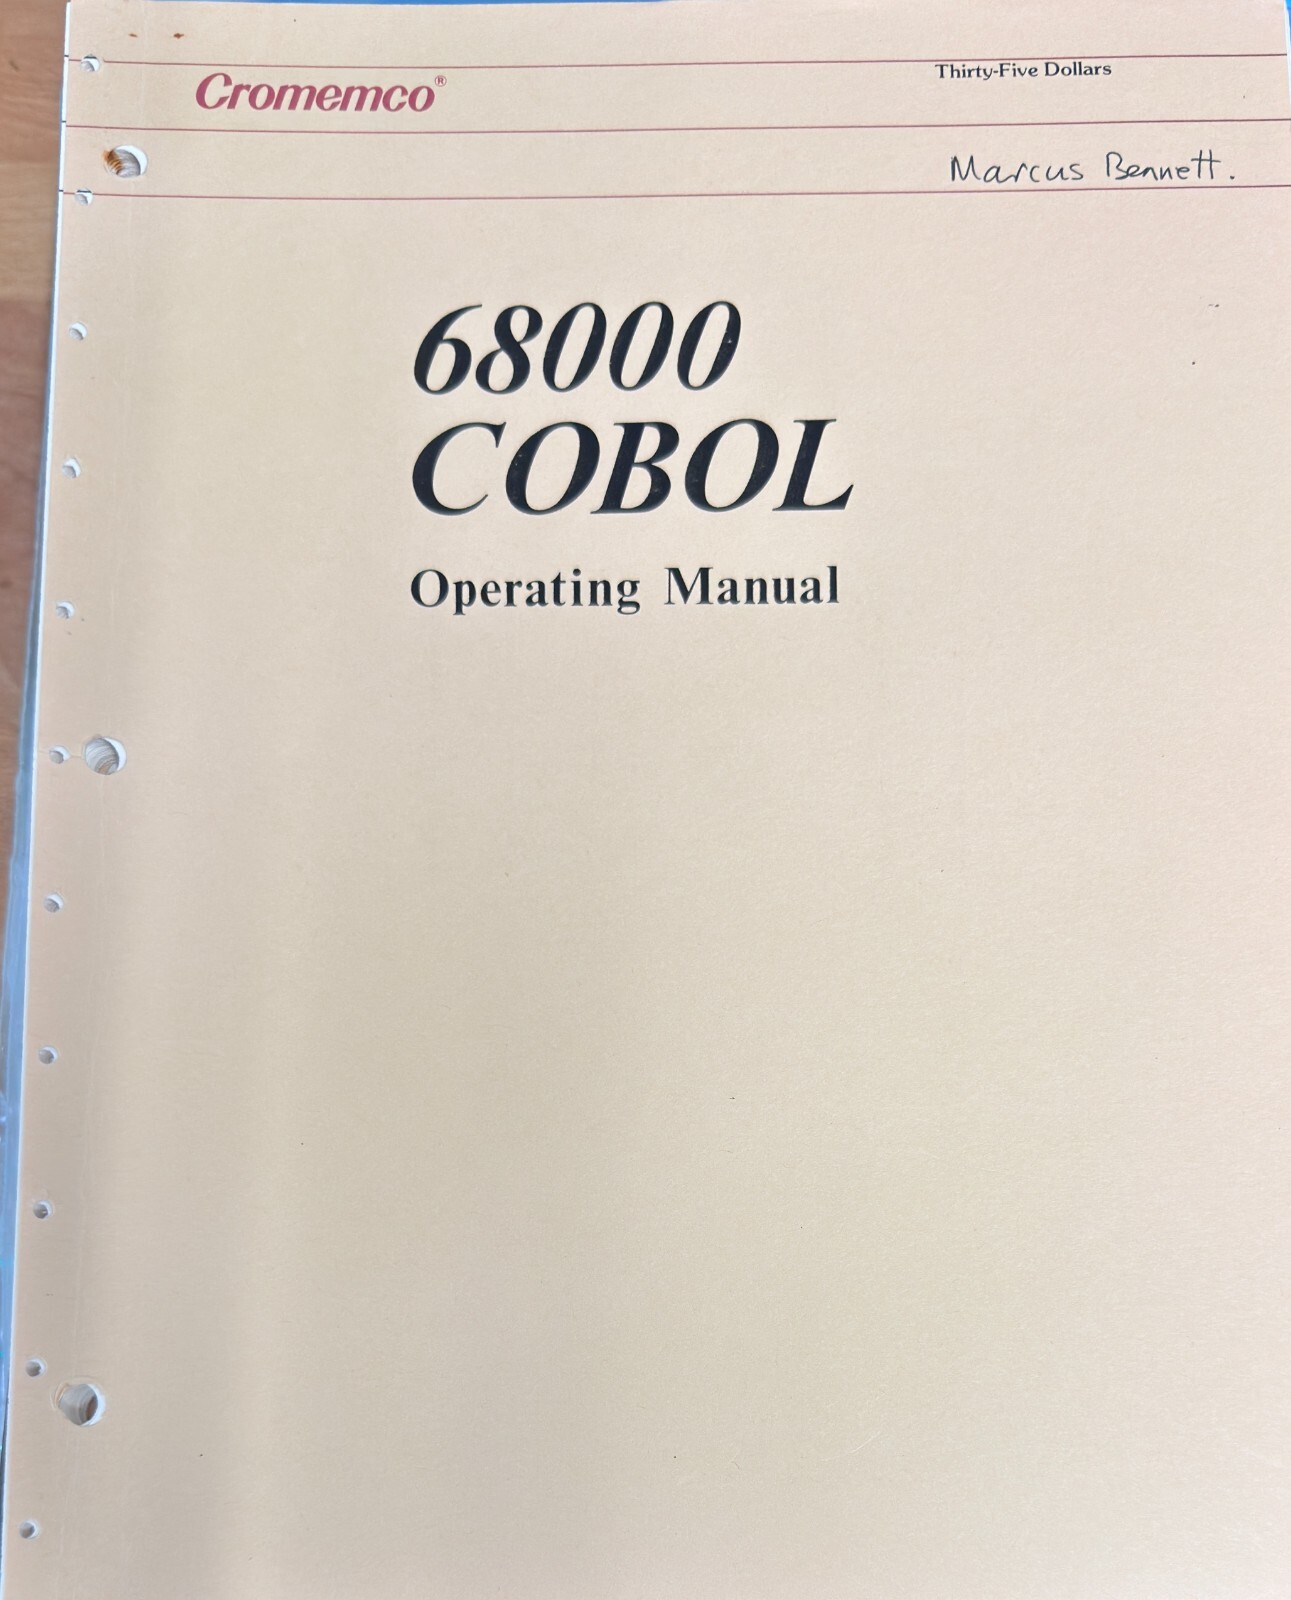 Cromemco®
Thirty-Five Dollars
Marcus Bennett.
68000
COBOL
Operating Manual